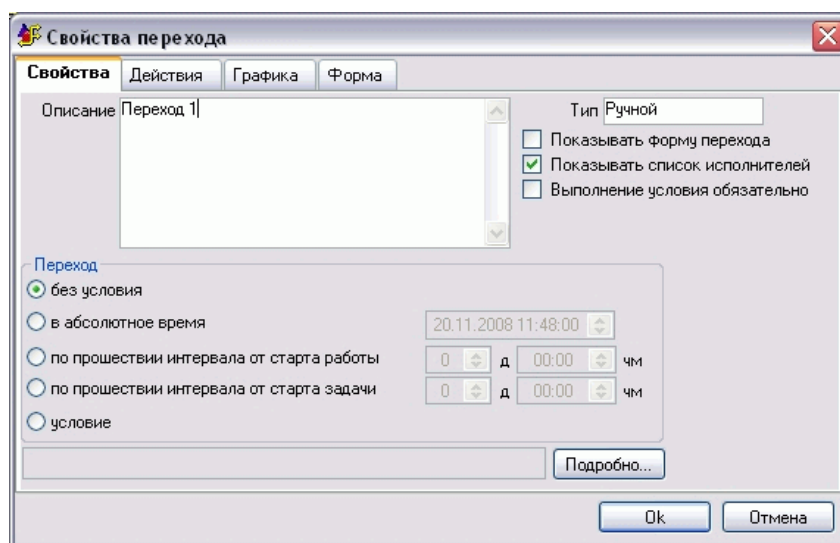 Свойства перехода
Свойства Действия Графика Форма
Описание Переход 1 Тип Ручной
Показывать форму перехода
Показывать список исполнителей
Выполнение условия обязательно
Переход
без условия
в абсолютное время 20.11.2008 11:48:00
по прошествии интервала от старта работы 0 д 00:00 чм
по прошествии интервала от старта задачи 0 д 00:00 чм
условие
Подробно...
Ok Отмена